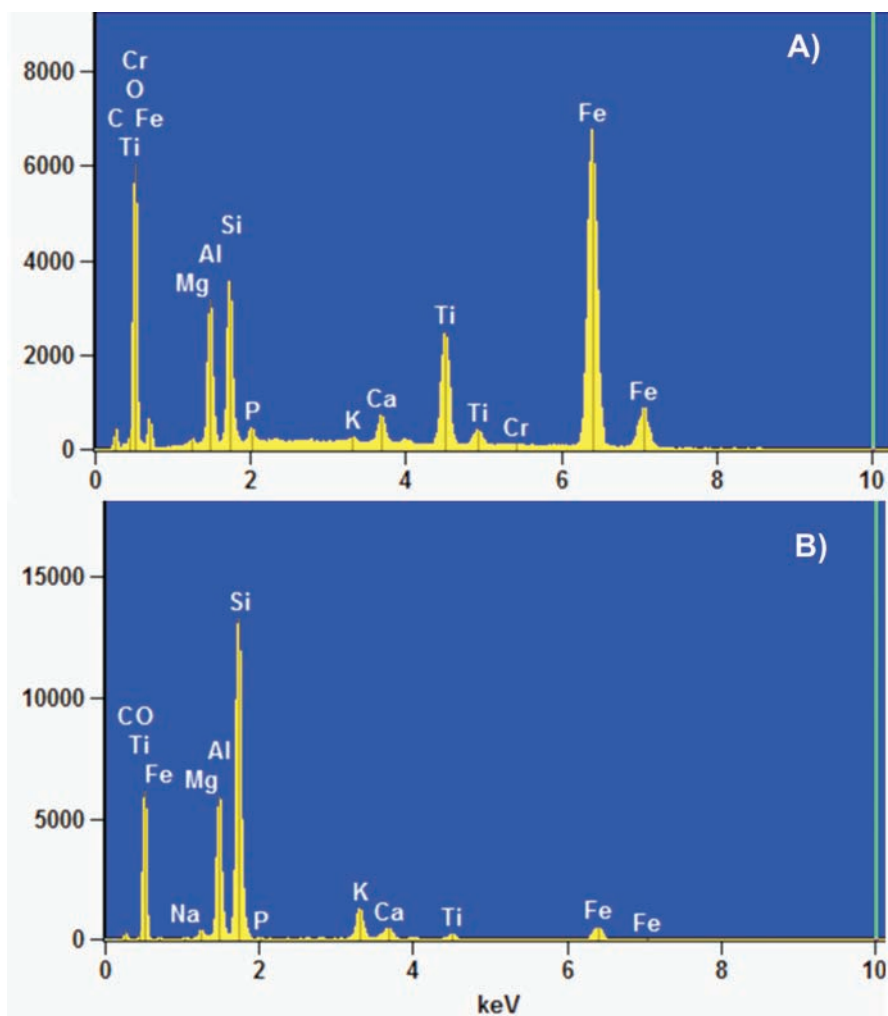 A)
8000
6000
4000
2000
0
Cr
O
C Fe
Ti
Al
Mg
Si
P
K
Ca
Ti
Ti
Cr
Fe
Fe
0 2 4 6 8 10
B)
15000
10000
5000
0
CO
Ti
Fe
Na
Al
Mg
Si
P
K
Ca
Ti
Fe
Fe
0 2 4 6 8 10
keV